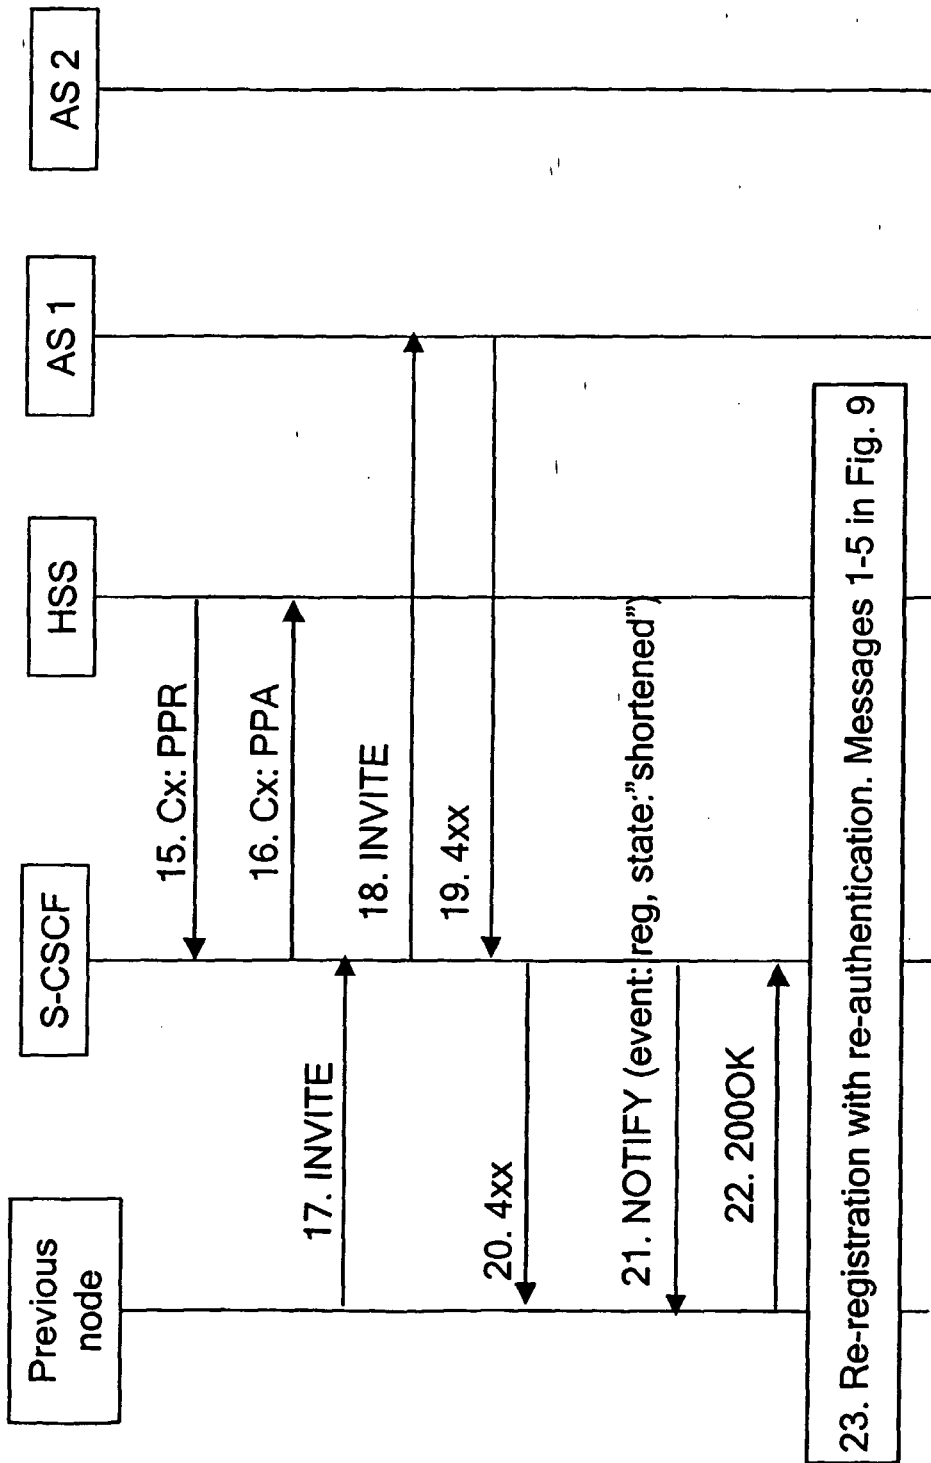 Previous
node
S-CSCF
HSS
AS 1
AS 2
15. Cx: PPR
16. Cx: PPA
17. INVITE
18. INVITE
19. 4xx
20. 4xx
21. NOTIFY (event: reg, state:"shortened")
22. 200OK
23. Re-registration with re-authentication. Messages 1-5 in Fig. 9